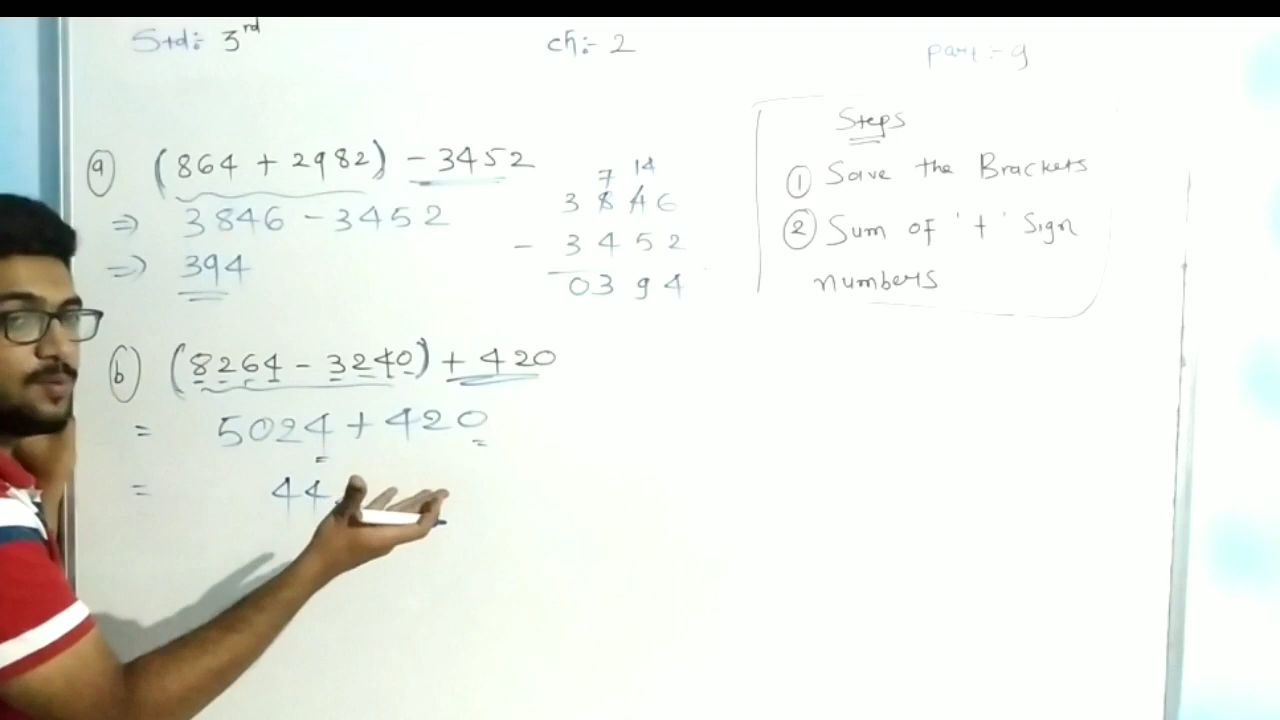 Std:- 3rd ch:- 2 part :- 9
a (864 + 2982) - 3452
⇒ 3846 - 3452
⇒ 394
7 14
3 8 4 6
- 3 4 5 2
0 3 9 4
b (8264 - 3240) + 420
= 5024 + 420
= 44
Steps
1 Save the Brackets
2 Sum of '+' Sign
numbers